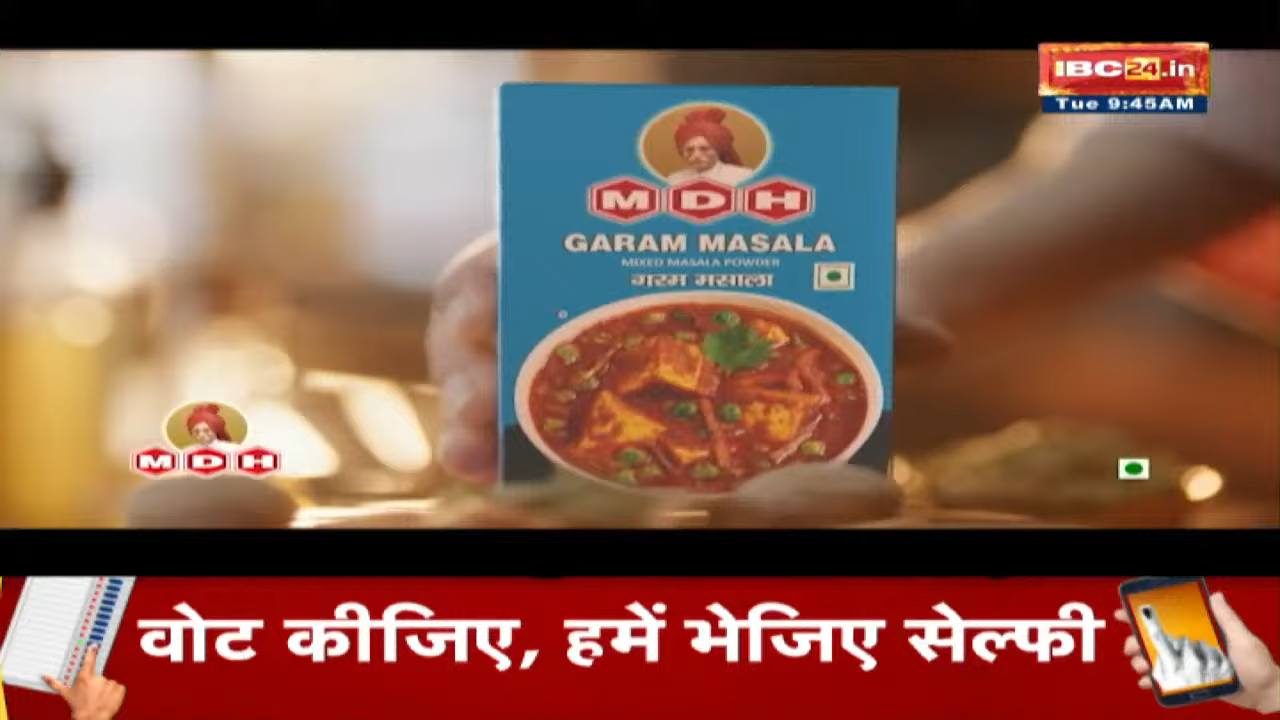 IBC24.in
Tue 9:45AM
MDH
GARAM MASALA
MIXED MASALA POWDER
गरम मसाला
MDH
वोट कीजिए, हमें भेजिए सेल्फी